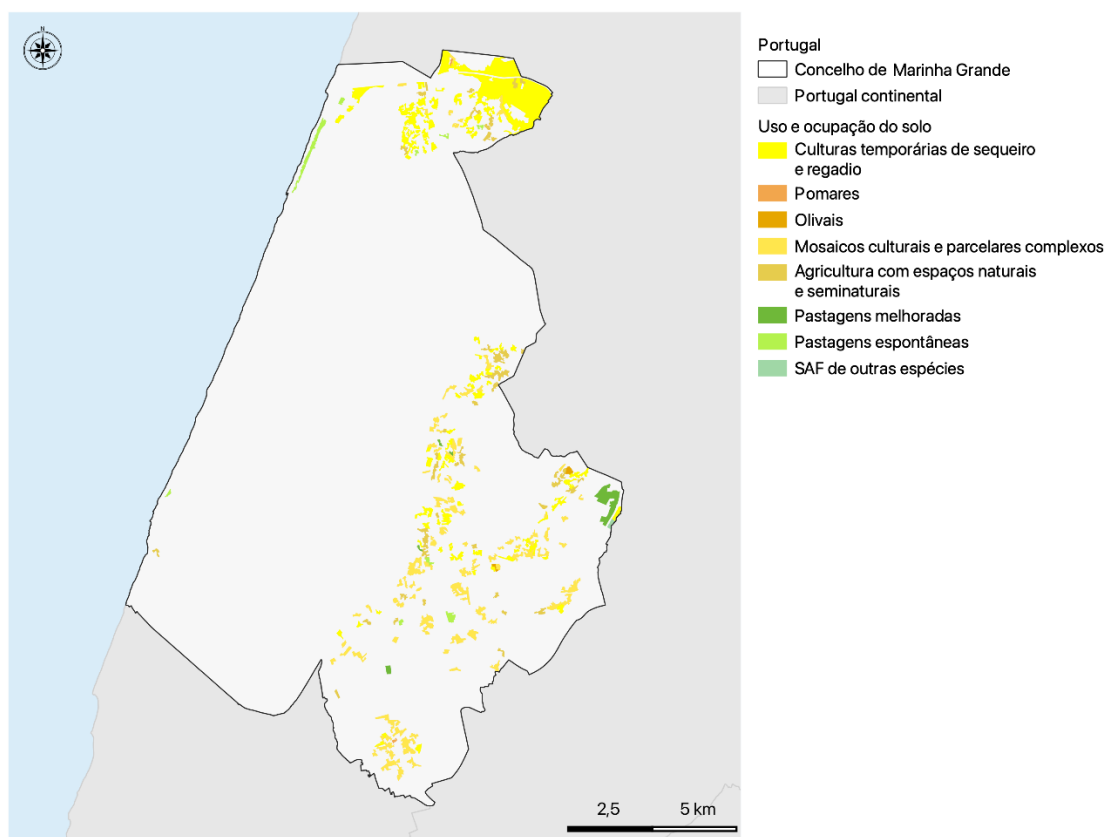 N
Portugal
Concelho de Marinha Grande
Portugal continental
Uso e ocupação do solo
Culturas temporárias de sequeiro
e regadio
Pomares
Olivais
Mosaicos culturais e parcelares complexos
Agricultura com espaços naturais
e seminaturais
Pastagens melhoradas
Pastagens espontâneas
SAF de outras espécies
2,5 5 km